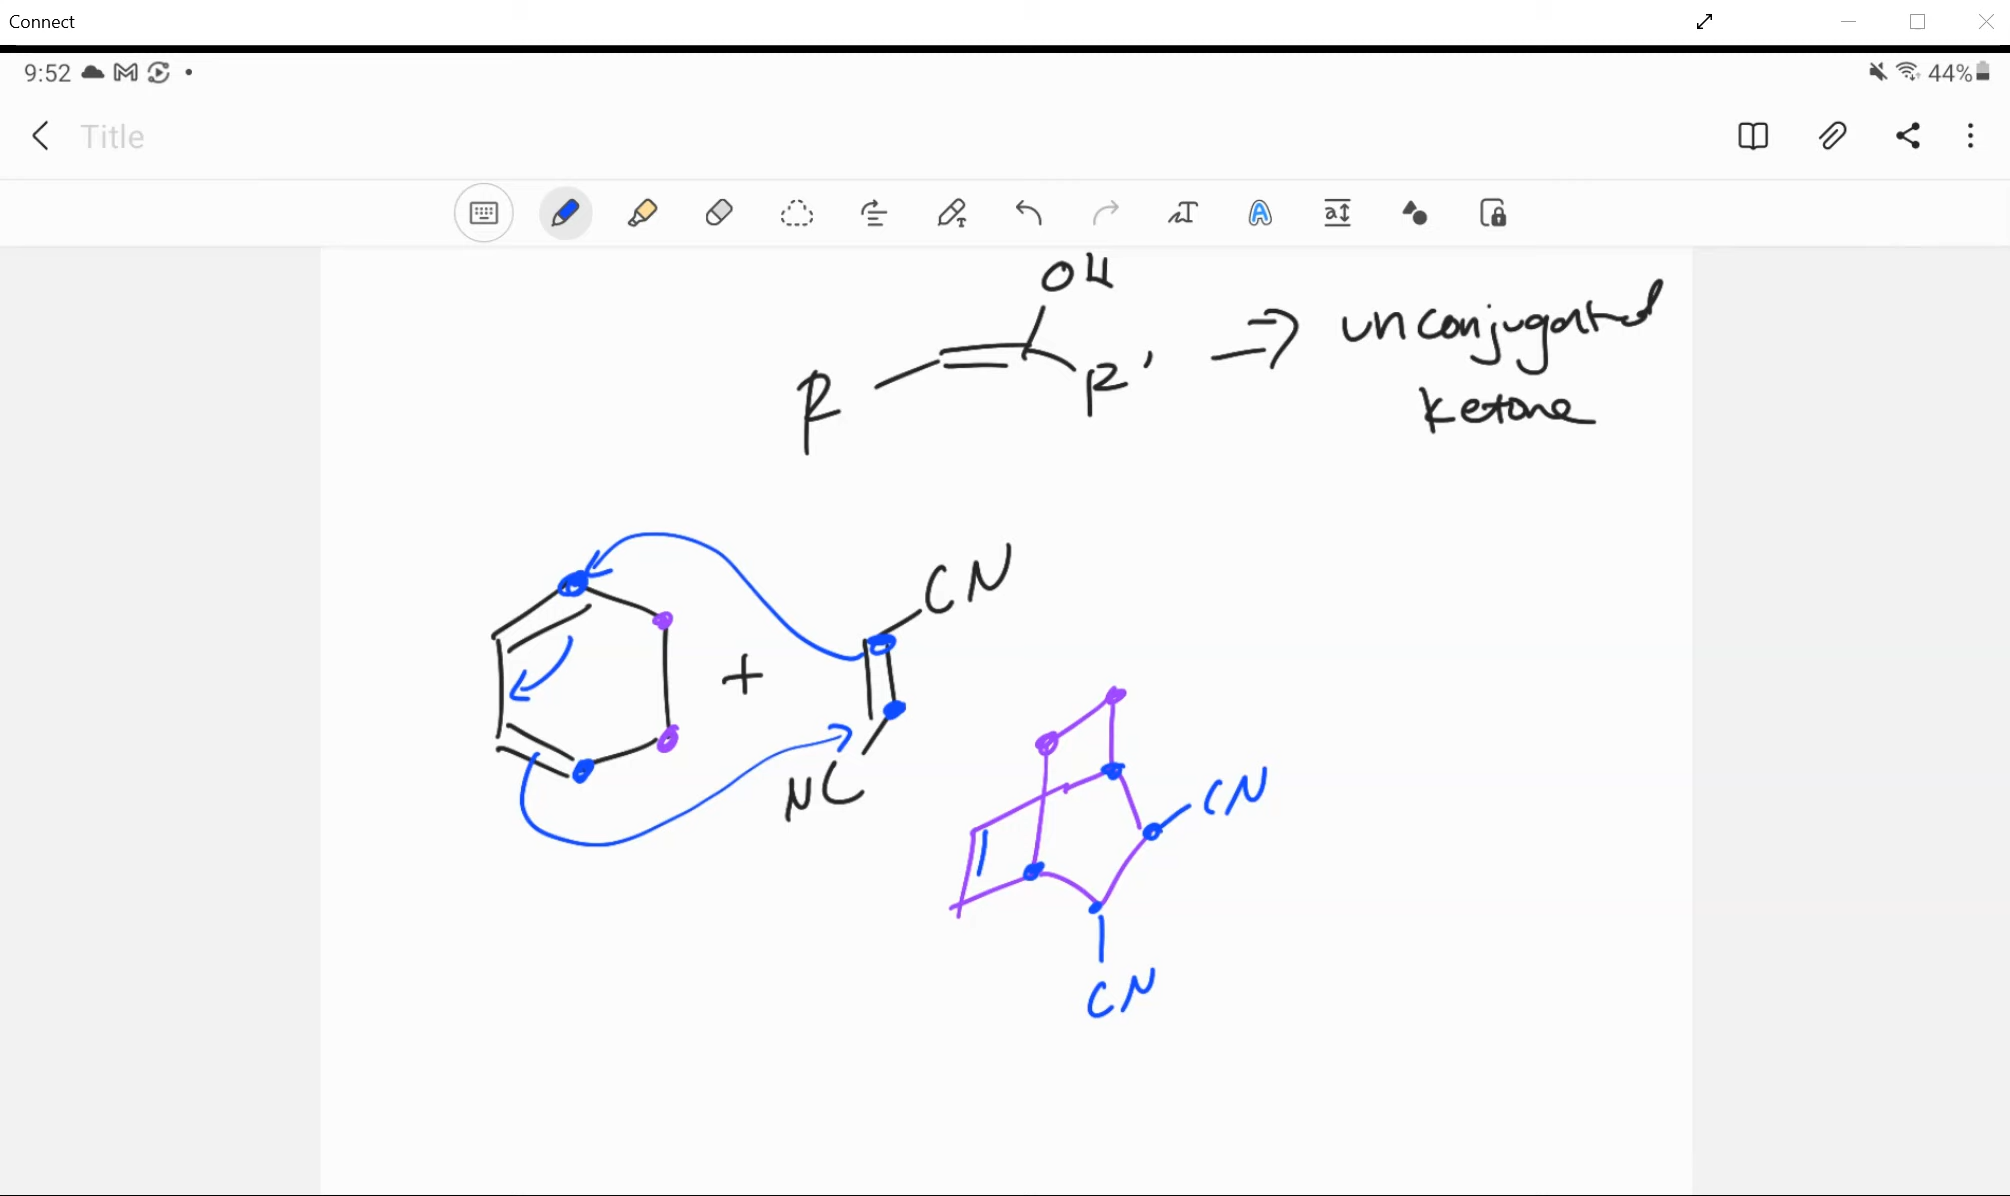 Connect
9:52
44%
Title
OH
R
R'
⇒ unconjugated
ketone
CN
+
NC
CN
CN